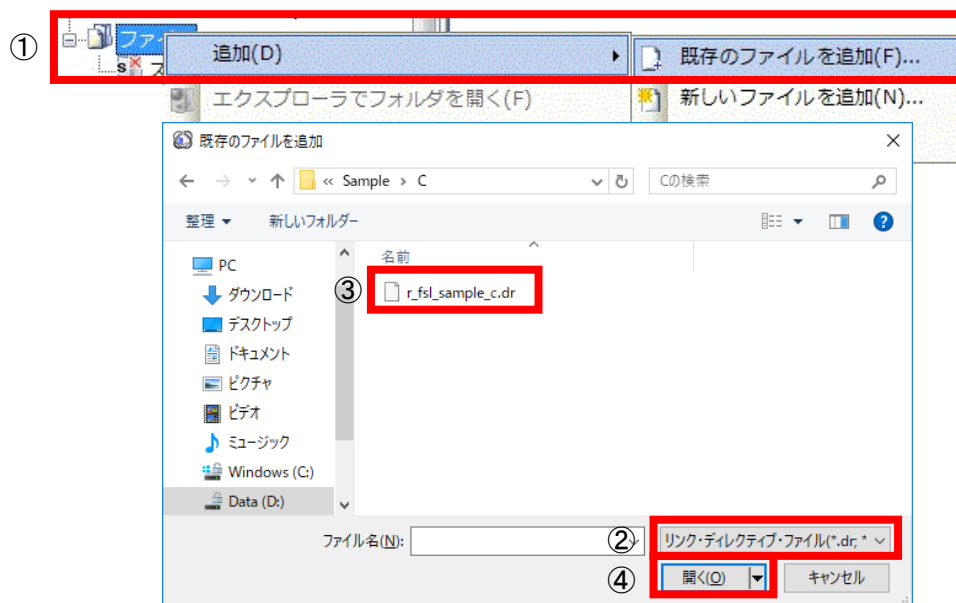 ①
ファイ
追加(D)
既存のファイルを追加(F)...
s ス
エクスプローラでフォルダを開く(F)
新しいファイルを追加(N)...
既存のファイルを追加
« Sample › C
Cの検索
整理
新しいフォルダー
名前
PC
ダウンロード
③
r_fsl_sample_c.dr
デスクトップ
ドキュメント
ピクチャ
ビデオ
ミュージック
Windows (C:)
Data (D:)
ファイル名(N):
②
リンク・ディレクティブ・ファイル(*.dr; *
④
開く(O)
キャンセル